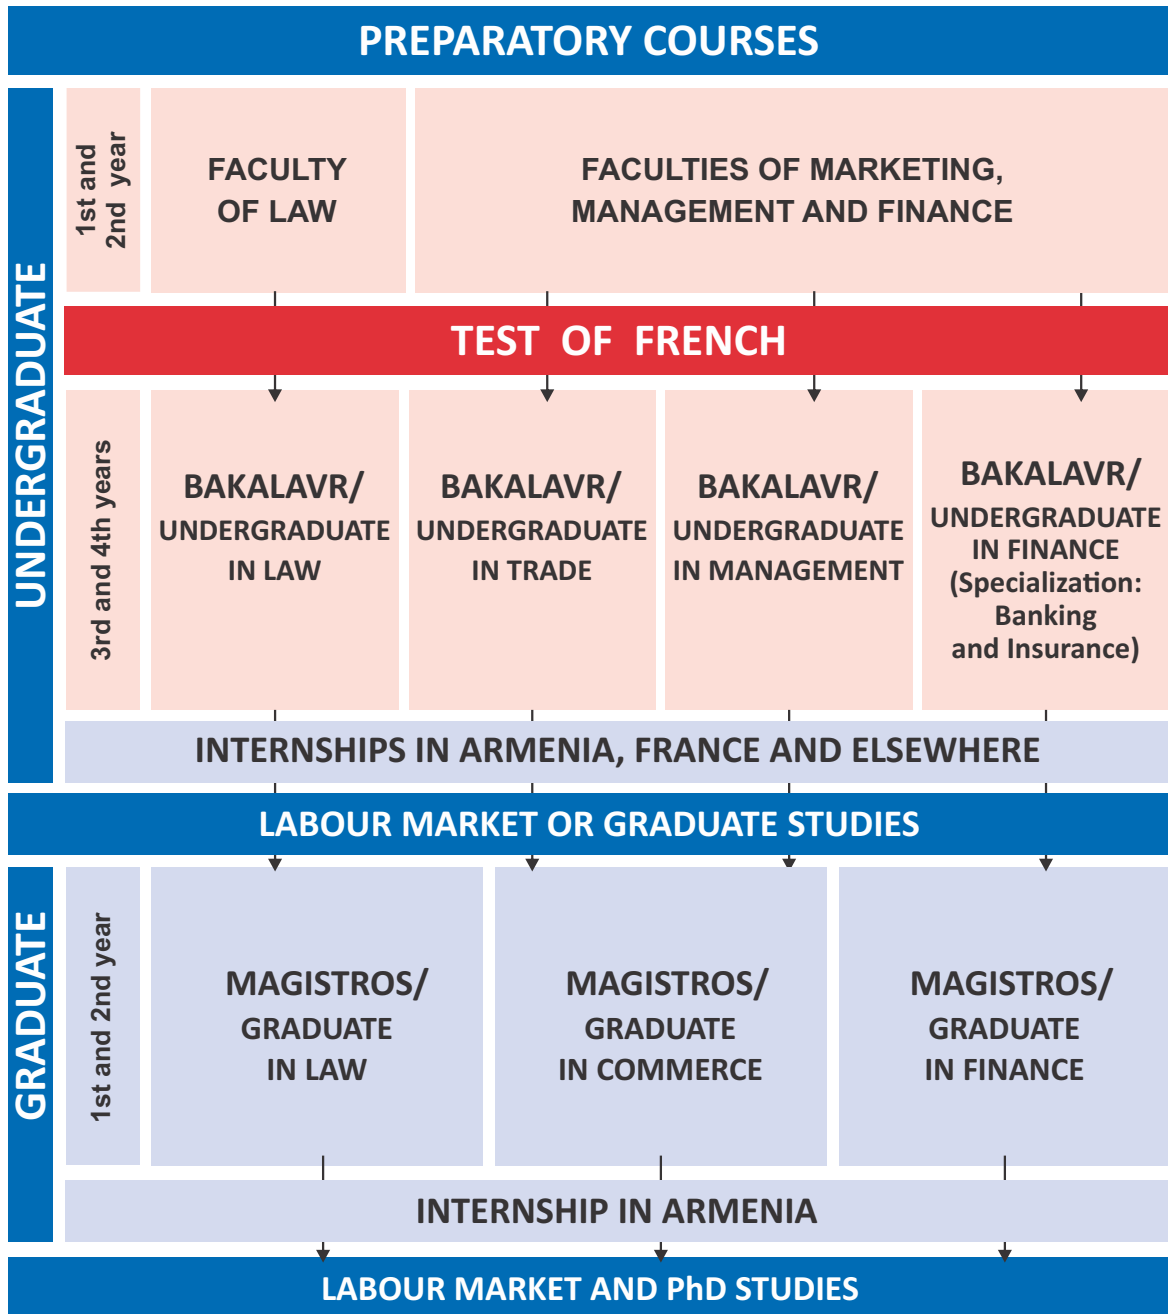 PREPARATORY COURSES
UNDERGRADUATE
1st and
2nd year
FACULTY
OF LAW
FACULTIES OF MARKETING,
MANAGEMENT AND FINANCE
TEST OF FRENCH
3rd and 4th years
BAKALAVR/
UNDERGRADUATE
IN LAW
BAKALAVR/
UNDERGRADUATE
IN TRADE
BAKALAVR/
UNDERGRADUATE
IN MANAGEMENT
BAKALAVR/
UNDERGRADUATE
IN FINANCE
(Specialization:
Banking
and Insurance)
INTERNSHIPS IN ARMENIA, FRANCE AND ELSEWHERE
LABOUR MARKET OR GRADUATE STUDIES
GRADUATE
1st and 2nd year
MAGISTROS/
GRADUATE
IN LAW
MAGISTROS/
GRADUATE
IN COMMERCE
MAGISTROS/
GRADUATE
IN FINANCE
INTERNSHIP IN ARMENIA
LABOUR MARKET AND PhD STUDIES